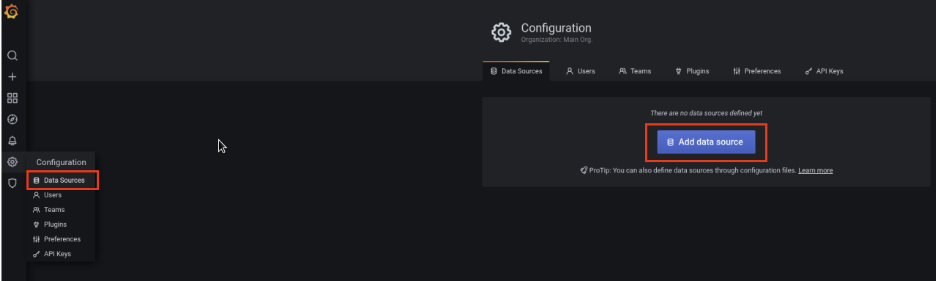 Configuration
Organization: Main Org.
Data Sources
Users
Teams
Plugins
Preferences
API Keys
There are no data sources defined yet
Add data source
ProTip: You can also define data sources through configuration files. Learn more
Configuration
Data Sources
Users
Teams
Plugins
Preferences
API Keys